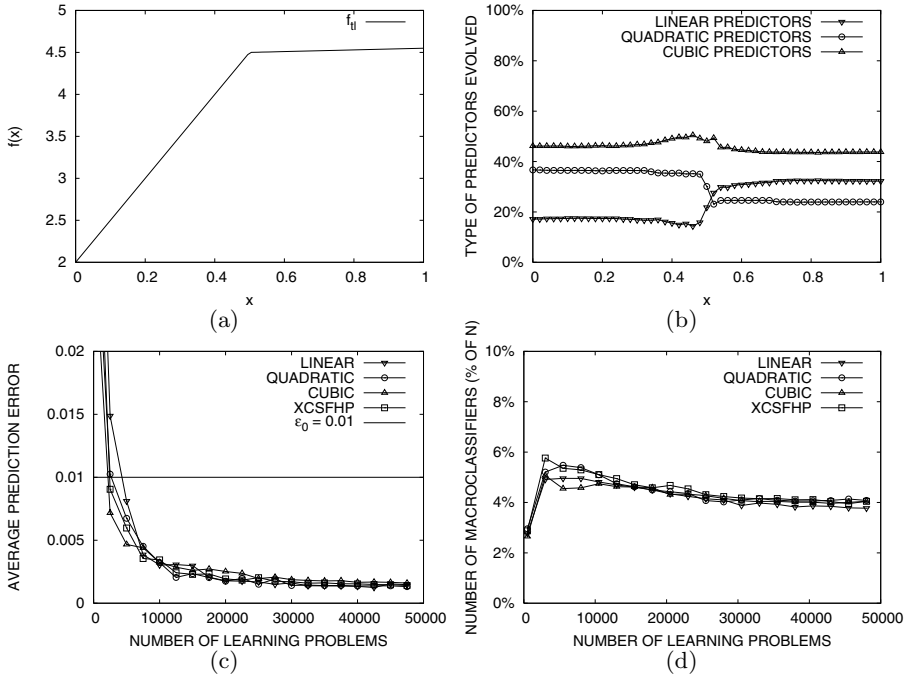 f_tl
5
4.5
4
3.5
3
2.5
2
f(x)
0 0.2 0.4 0.6 0.8 1
x
(a)
LINEAR PREDICTORS
QUADRATIC PREDICTORS
CUBIC PREDICTORS
100%
80%
60%
40%
20%
0%
TYPE OF PREDICTORS EVOLVED
0 0.2 0.4 0.6 0.8 1
x
(b)
LINEAR
QUADRATIC
CUBIC
XCSFHP
ε0 = 0.01
0.02
0.015
0.01
0.005
0
AVERAGE PREDICTION ERROR
0 10000 20000 30000 40000 50000
NUMBER OF LEARNING PROBLEMS
(c)
LINEAR
QUADRATIC
CUBIC
XCSFHP
10%
8%
6%
4%
2%
0%
NUMBER OF MACROCLASSIFIERS (% OF N)
0 10000 20000 30000 40000 50000
NUMBER OF LEARNING PROBLEMS
(d)